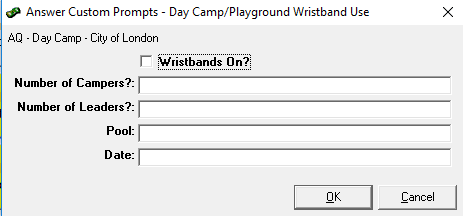 Answer Custom Prompts - Day Camp/Playground Wristband Use
AQ - Day Camp - City of London
Wristbands On?
Number of Campers?:
Number of Leaders?:
Pool:
Date:
OK Cancel